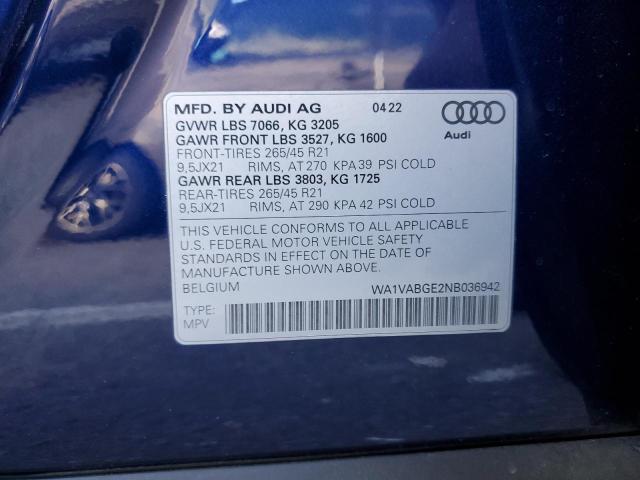 MFD. BY AUDI AG 04 22
GVWR LBS 7066, KG 3205
GAWR FRONT LBS 3527, KG 1600
FRONT-TIRES 265/45 R21
9,5JX21 RIMS, AT 270 KPA 39 PSI COLD
GAWR REAR LBS 3803, KG 1725
REAR-TIRES 265/45 R21
9,5JX21 RIMS, AT 290 KPA 42 PSI COLD
Audi
THIS VEHICLE CONFORMS TO ALL APPLICABLE
U.S. FEDERAL MOTOR VEHICLE SAFETY
STANDARDS IN EFFECT ON THE DATE OF
MANUFACTURE SHOWN ABOVE.
BELGIUM WA1VABGE2NB036942
TYPE:
MPV